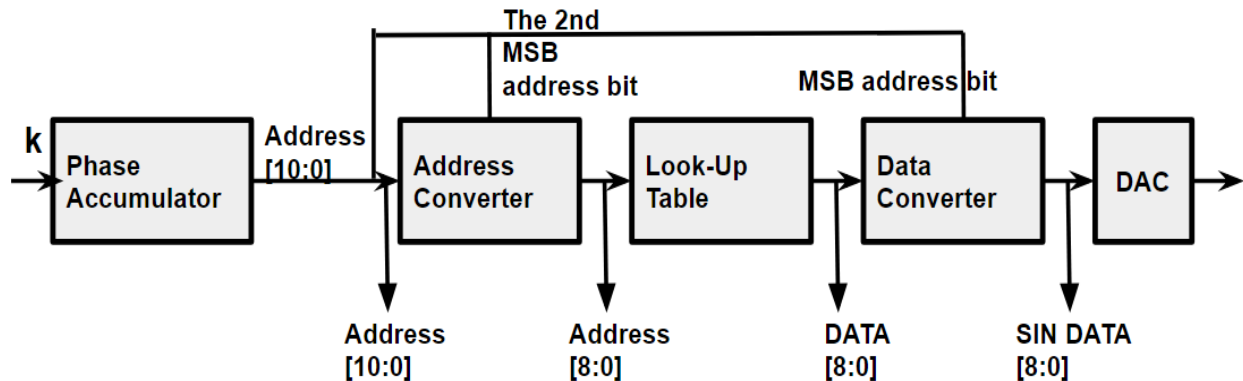 The 2nd
MSB
address bit
MSB address bit
k
Address
[10:0]
Phase
Accumulator
Address
Converter
Look-Up
Table
Data
Converter
DAC
Address
[10:0]
Address
[8:0]
DATA
[8:0]
SIN DATA
[8:0]